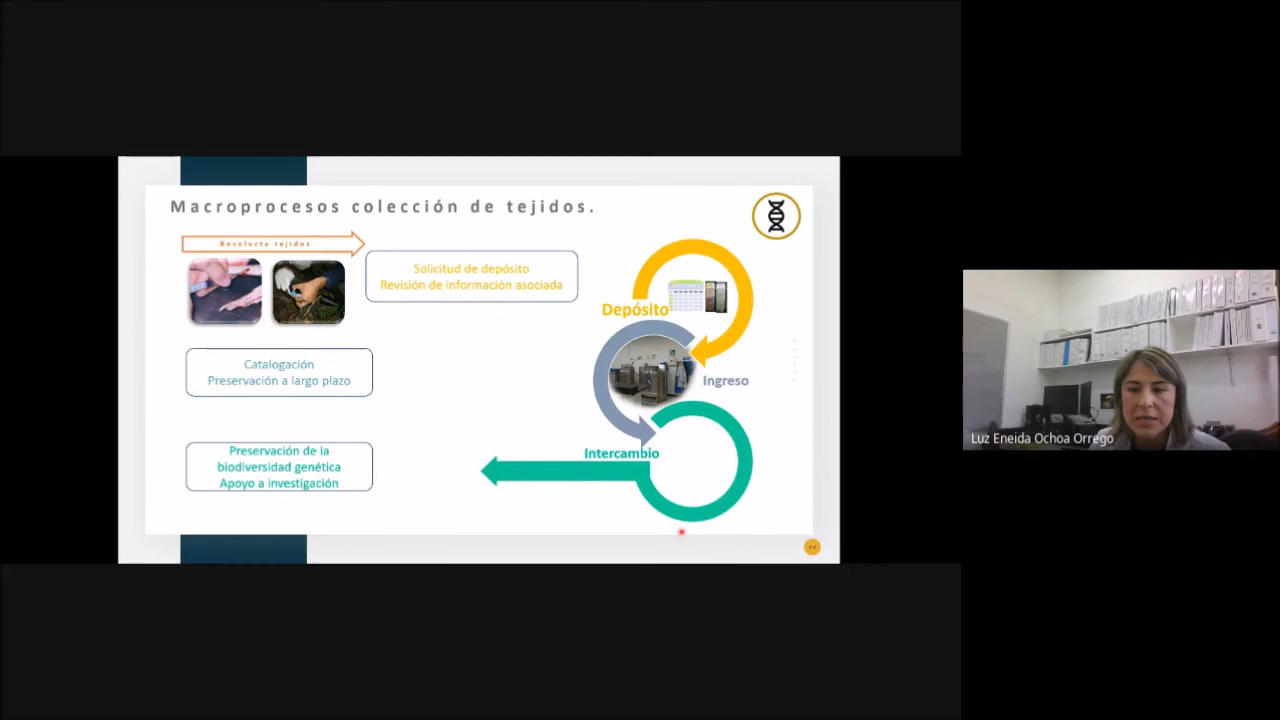 Macroprocesos colección de tejidos.
Recolecta tejidos
Solicitud de depósito
Revisión de información asociada
Depósito
Catalogación
Preservación a largo plazo
Ingreso
Intercambio
Preservación de la
biodiversidad genética
Apoyo a investigación
Luz Eneida Ochoa Orrego